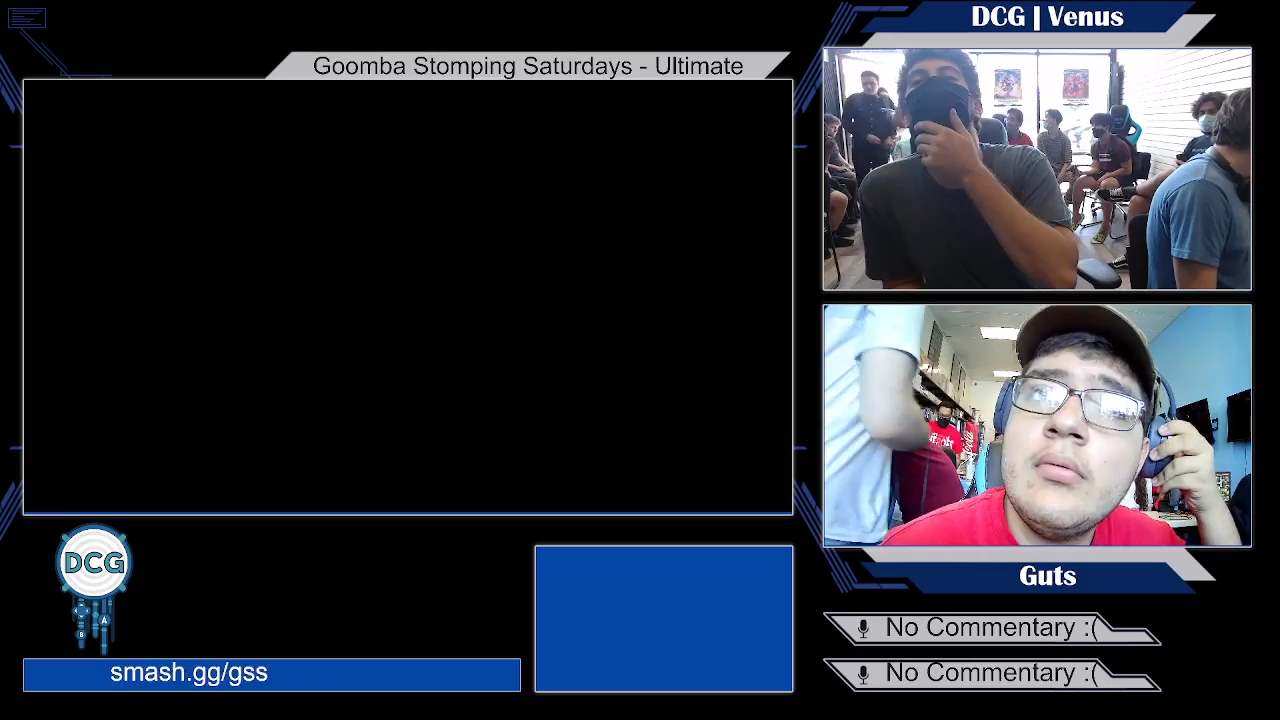 DCG | Venus
Goomba Stomping Saturdays - Ultimate
Guts
DCG
A
B
No Commentary :(
smash.gg/gss
No Commentary :(